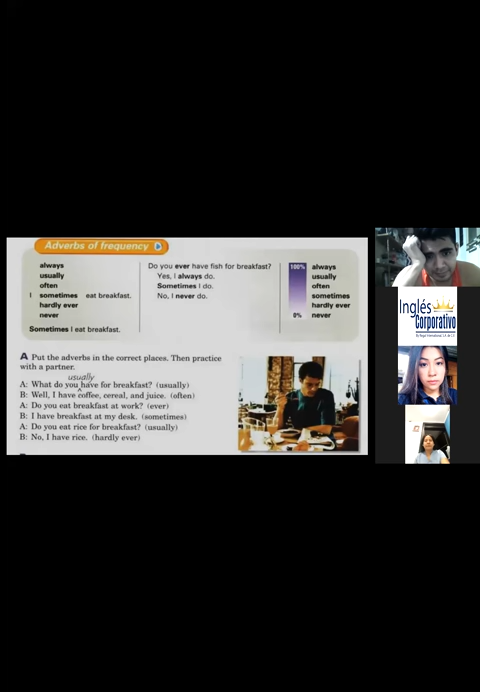 Adverbs of frequency
always
usually
often
I sometimes eat breakfast.
hardly ever
never
Sometimes I eat breakfast.
Do you ever have fish for breakfast?
Yes, I always do.
Sometimes I do.
No, I never do.
100%
0%
always
usually
often
sometimes
hardly ever
never
A Put the adverbs in the correct places. Then practice
with a partner.
usually
A: What do you ^ have for breakfast? (usually)
B: Well, I have coffee, cereal, and juice. (often)
A: Do you eat breakfast at work? (ever)
B: I have breakfast at my desk. (sometimes)
A: Do you eat rice for breakfast? (usually)
B: No, I have rice. (hardly ever)
Inglés
Corporativo